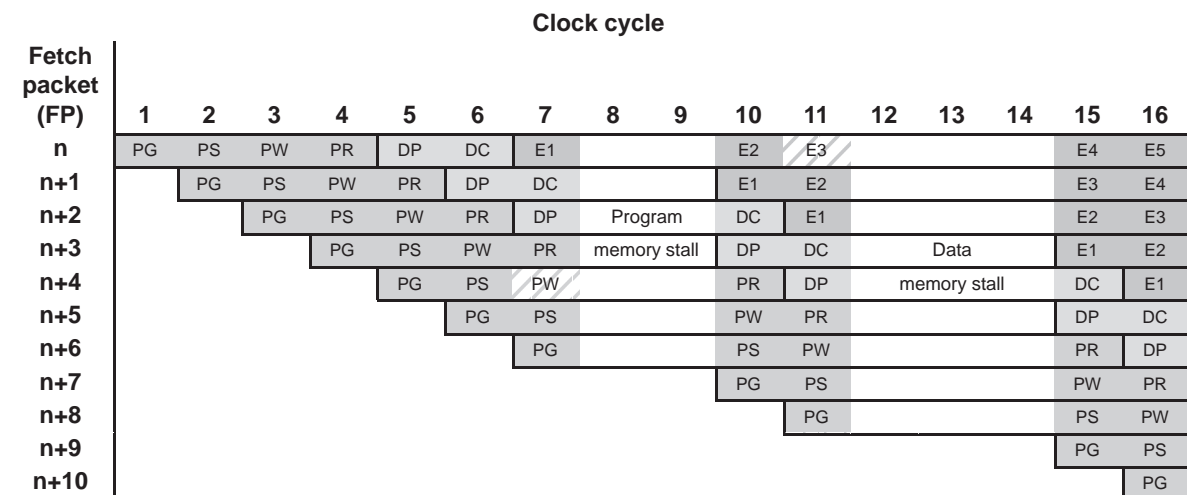 Clock cycle
Fetch
packet
(FP) 1 2 3 4 5 6 7 8 9 10 11 12 13 14 15 16
n PG PS PW PR DP DC E1 E2 E3 E4 E5
n+1 PG PS PW PR DP DC E1 E2 E3 E4
n+2 PG PS PW PR DP Program DC E1 E2 E3
n+3 PG PS PW PR memory stall DP DC Data E1 E2
n+4 PG PS PW PR DP memory stall DC E1
n+5 PG PS PW PR DP DC
n+6 PG PS PW PR DP
n+7 PG PS PW PR
n+8 PG PS PW
n+9 PG PS
n+10 PG